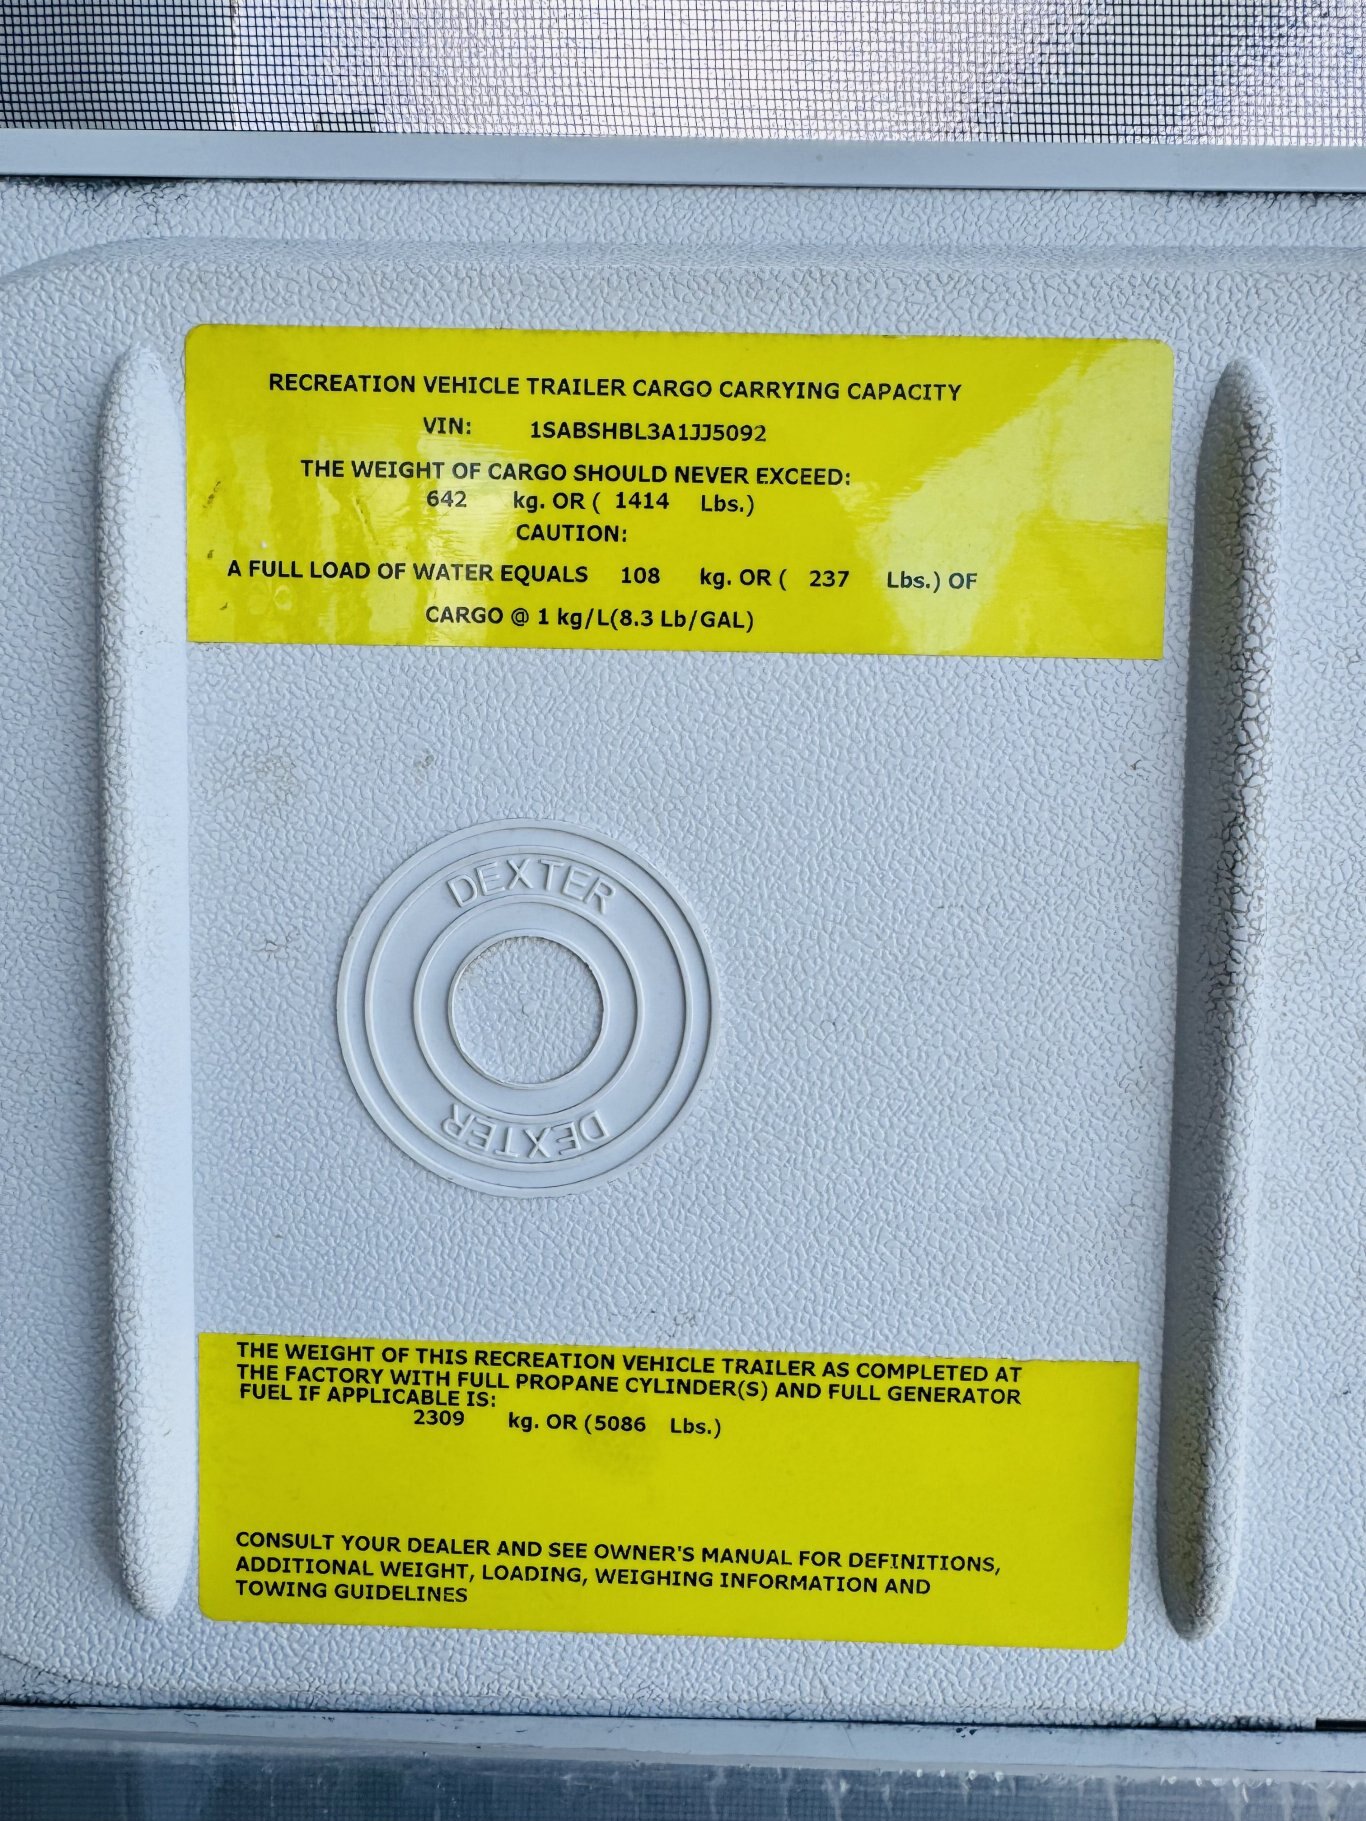 RECREATION VEHICLE TRAILER CARGO CARRYING CAPACITY
VIN: 1SABSHBL3A1JJ5092
THE WEIGHT OF CARGO SHOULD NEVER EXCEED:
642 kg. OR ( 1414 Lbs.)
CAUTION:
A FULL LOAD OF WATER EQUALS 108 kg. OR ( 237 Lbs.) OF
CARGO @ 1 kg/L(8.3 Lb/GAL)
DEXTER
DEXTER
THE WEIGHT OF THIS RECREATION VEHICLE TRAILER AS COMPLETED AT
THE FACTORY WITH FULL PROPANE CYLINDER(S) AND FULL GENERATOR
FUEL IF APPLICABLE IS:
2309 kg. OR (5086 Lbs.)
CONSULT YOUR DEALER AND SEE OWNER'S MANUAL FOR DEFINITIONS,
ADDITIONAL WEIGHT, LOADING, WEIGHING INFORMATION AND
TOWING GUIDELINES